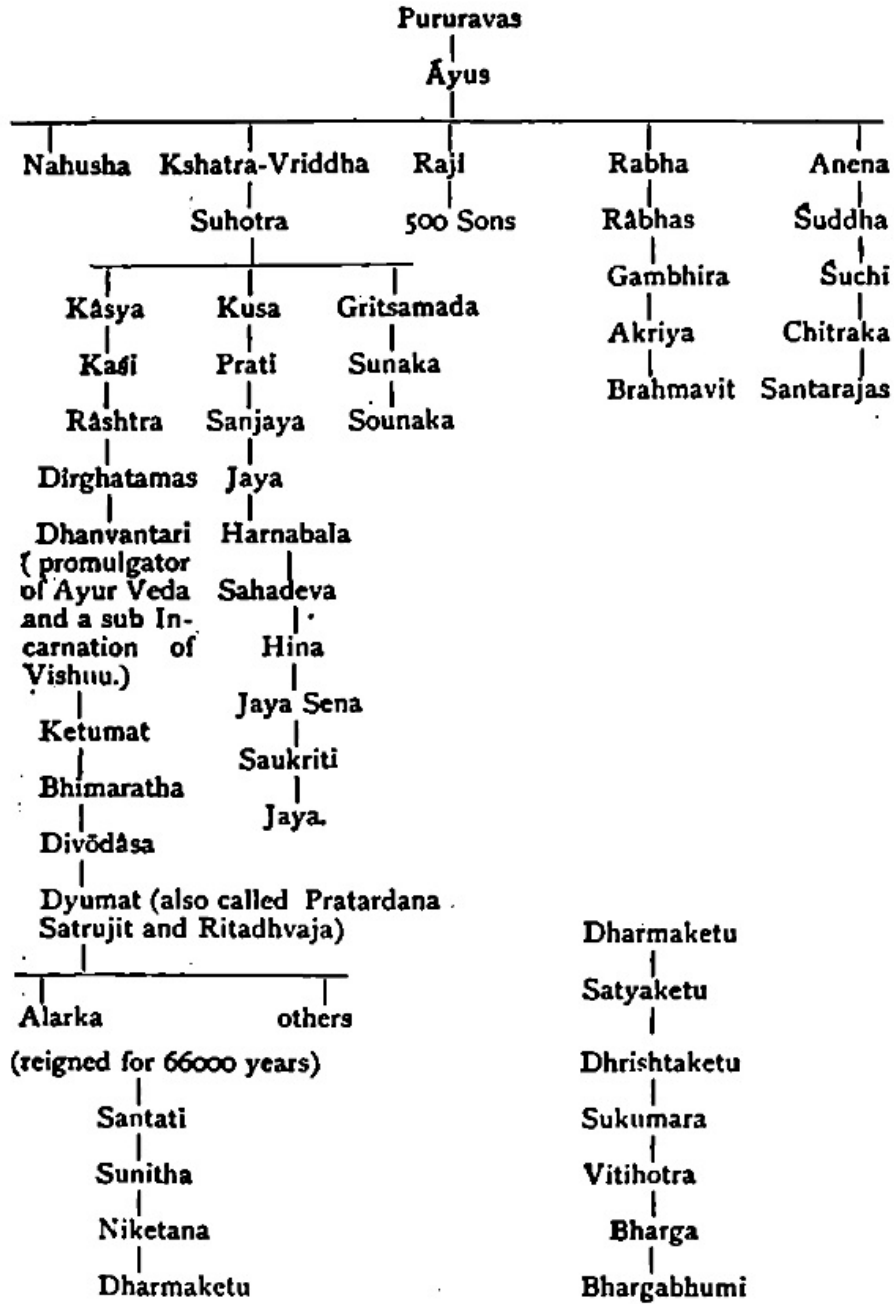 Pururavas
Áyus
Nahusha Kshatra-Vriddha Raji Rabha Anena
Suhotra 500 Sons Râbhas Śuddha
Gambhira Śuchi
Kâsya Kusa Gritsamada Akriya Chitraka
Kaśi Prati Sunaka Brahmavit Santarajas
Râshtra Sanjaya Sounaka
Dirghatamas Jaya
Dhanvantari Harnabala
( promulgator
of Ayur Veda Sahadeva
and a sub In-
carnation of Hina
Vishnu.)
Jaya Sena
Ketumat
Saukriti
Bhimaratha
Jaya.
Divōdâsa
Dyumat (also called Pratardana
Satrujit and Ritadhvaja)
Alarka others
(reigned for 66000 years)
Santati
Sunitha
Niketana
Dharmaketu
Dharmaketu
Satyaketu
Dhrishtaketu
Sukumara
Vitihotra
Bharga
Bhargabhumi